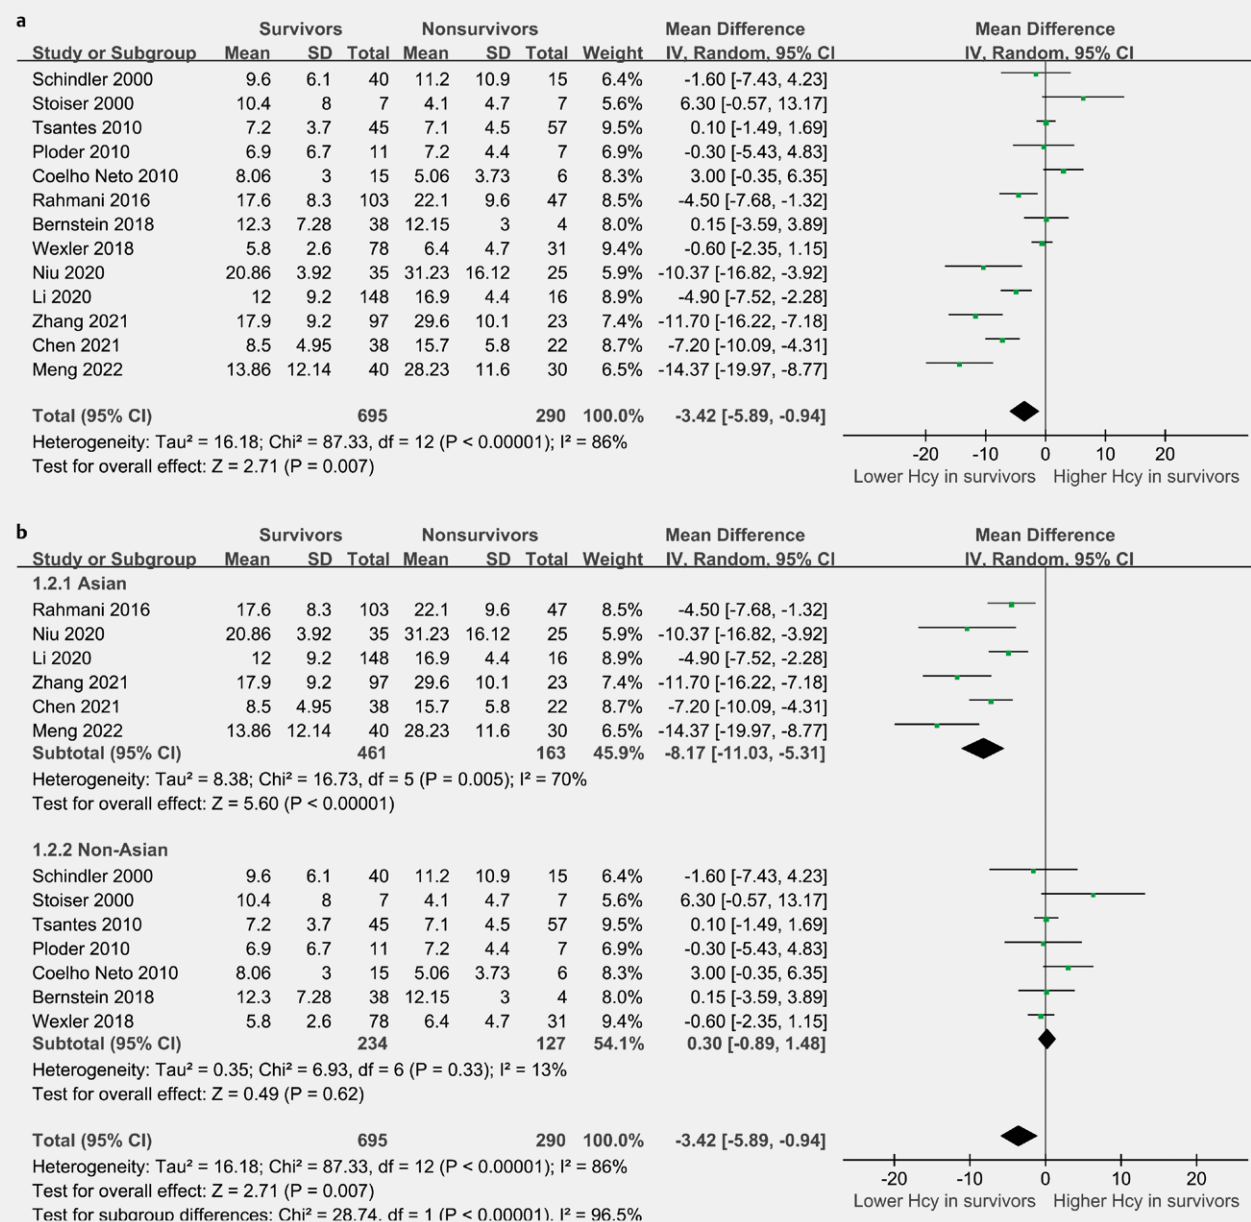 a
Survivors Nonsurvivors Mean Difference Mean Difference
Study or Subgroup Mean SD Total Mean SD Total Weight IV, Random, 95% CI IV, Random, 95% CI
Schindler 2000 9.6 6.1 40 11.2 10.9 15 6.4% -1.60 [-7.43, 4.23]
Stoiser 2000 10.4 8 7 4.1 4.7 7 5.6% 6.30 [-0.57, 13.17]
Tsantes 2010 7.2 3.7 45 7.1 4.5 57 9.5% 0.10 [-1.49, 1.69]
Ploder 2010 6.9 6.7 11 7.2 4.4 7 6.9% -0.30 [-5.43, 4.83]
Coelho Neto 2010 8.06 3 15 5.06 3.73 6 8.3% 3.00 [-0.35, 6.35]
Rahmani 2016 17.6 8.3 103 22.1 9.6 47 8.5% -4.50 [-7.68, -1.32]
Bernstein 2018 12.3 7.28 38 12.15 3 4 8.0% 0.15 [-3.59, 3.89]
Wexler 2018 5.8 2.6 78 6.4 4.7 31 9.4% -0.60 [-2.35, 1.15]
Niu 2020 20.86 3.92 35 31.23 16.12 25 5.9% -10.37 [-16.82, -3.92]
Li 2020 12 9.2 148 16.9 4.4 16 8.9% -4.90 [-7.52, -2.28]
Zhang 2021 17.9 9.2 97 29.6 10.1 23 7.4% -11.70 [-16.22, -7.18]
Chen 2021 8.5 4.95 38 15.7 5.8 22 8.7% -7.20 [-10.09, -4.31]
Meng 2022 13.86 12.14 40 28.23 11.6 30 6.5% -14.37 [-19.97, -8.77]
Total (95% CI) 695 290 100.0% -3.42 [-5.89, -0.94]
Heterogeneity: Tau² = 16.18; Chi² = 87.33, df = 12 (P < 0.00001); I² = 86%
Test for overall effect: Z = 2.71 (P = 0.007)
-20 -10 0 10 20
Lower Hcy in survivors Higher Hcy in survivors
b
Survivors Nonsurvivors Mean Difference Mean Difference
Study or Subgroup Mean SD Total Mean SD Total Weight IV, Random, 95% CI IV, Random, 95% CI
1.2.1 Asian
Rahmani 2016 17.6 8.3 103 22.1 9.6 47 8.5% -4.50 [-7.68, -1.32]
Niu 2020 20.86 3.92 35 31.23 16.12 25 5.9% -10.37 [-16.82, -3.92]
Li 2020 12 9.2 148 16.9 4.4 16 8.9% -4.90 [-7.52, -2.28]
Zhang 2021 17.9 9.2 97 29.6 10.1 23 7.4% -11.70 [-16.22, -7.18]
Chen 2021 8.5 4.95 38 15.7 5.8 22 8.7% -7.20 [-10.09, -4.31]
Meng 2022 13.86 12.14 40 28.23 11.6 30 6.5% -14.37 [-19.97, -8.77]
Subtotal (95% CI) 461 163 45.9% -8.17 [-11.03, -5.31]
Heterogeneity: Tau² = 8.38; Chi² = 16.73, df = 5 (P = 0.005); I² = 70%
Test for overall effect: Z = 5.60 (P < 0.00001)
1.2.2 Non-Asian
Schindler 2000 9.6 6.1 40 11.2 10.9 15 6.4% -1.60 [-7.43, 4.23]
Stoiser 2000 10.4 8 7 4.1 4.7 7 5.6% 6.30 [-0.57, 13.17]
Tsantes 2010 7.2 3.7 45 7.1 4.5 57 9.5% 0.10 [-1.49, 1.69]
Ploder 2010 6.9 6.7 11 7.2 4.4 7 6.9% -0.30 [-5.43, 4.83]
Coelho Neto 2010 8.06 3 15 5.06 3.73 6 8.3% 3.00 [-0.35, 6.35]
Bernstein 2018 12.3 7.28 38 12.15 3 4 8.0% 0.15 [-3.59, 3.89]
Wexler 2018 5.8 2.6 78 6.4 4.7 31 9.4% -0.60 [-2.35, 1.15]
Subtotal (95% CI) 234 127 54.1% 0.30 [-0.89, 1.48]
Heterogeneity: Tau² = 0.35; Chi² = 6.93, df = 6 (P = 0.33); I² = 13%
Test for overall effect: Z = 0.49 (P = 0.62)
Total (95% CI) 695 290 100.0% -3.42 [-5.89, -0.94]
Heterogeneity: Tau² = 16.18; Chi² = 87.33, df = 12 (P < 0.00001); I² = 86%
Test for overall effect: Z = 2.71 (P = 0.007)
Test for subgroup differences: Chi² = 28.74, df = 1 (P < 0.00001), I² = 96.5%
-20 -10 0 10 20
Lower Hcy in survivors Higher Hcy in survivors